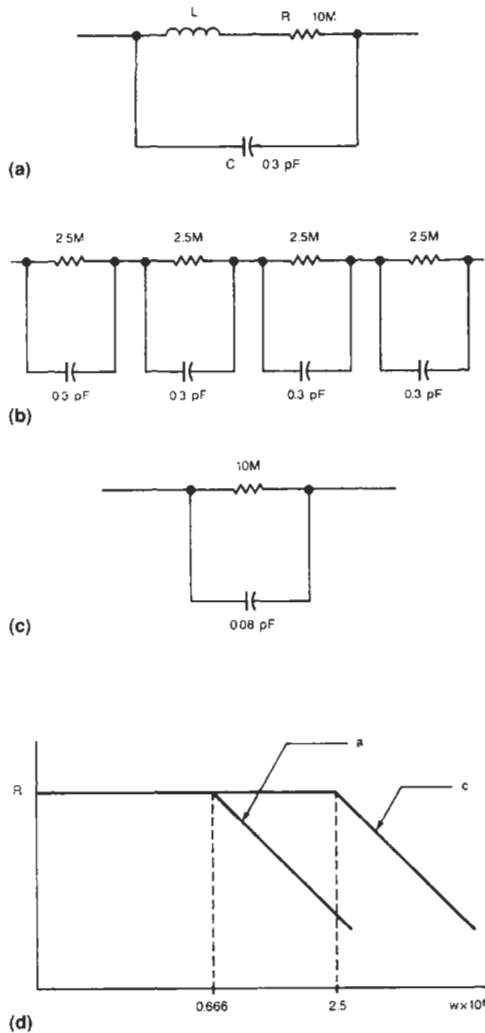 L
R 10M
C 0.3 pF
(a)
2.5M 2.5M 2.5M 2.5M
0.3 pF 0.3 pF 0.3 pF 0.3 pF
(b)
10M
0.08 pF
(c)
a
R
c
0.666 2.5 w×10⁶
(d)